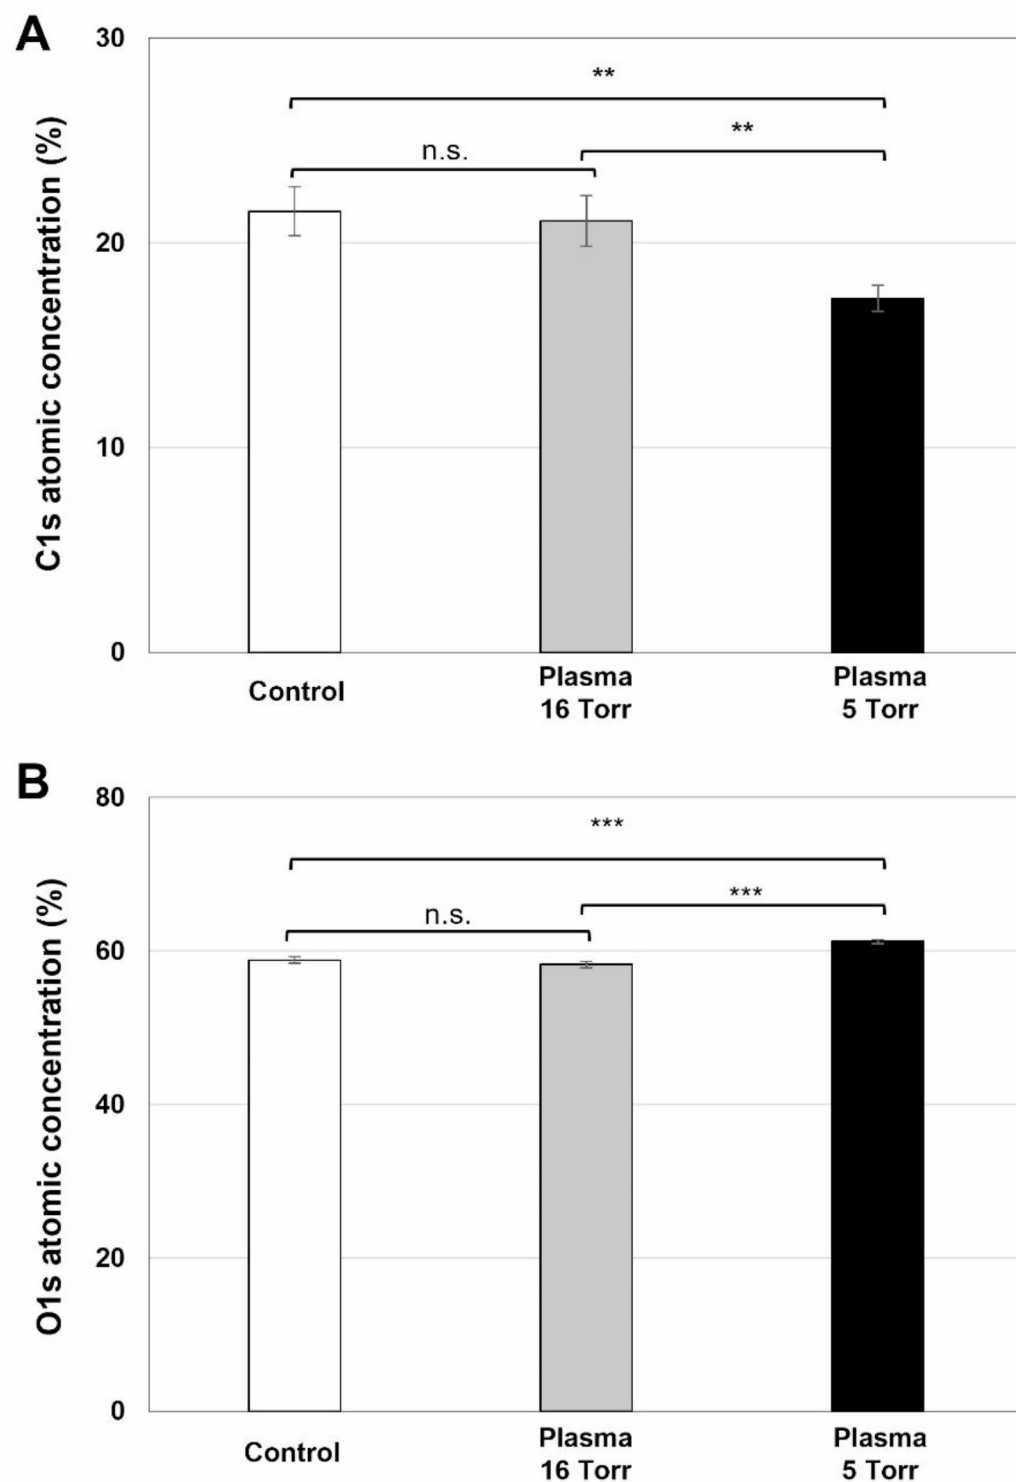 A
C1s atomic concentration (%)
30
20
10
0
**
**
n.s.
Control
Plasma
16 Torr
Plasma
5 Torr
B
O1s atomic concentration (%)
80
60
40
20
0
***
***
n.s.
Control
Plasma
16 Torr
Plasma
5 Torr